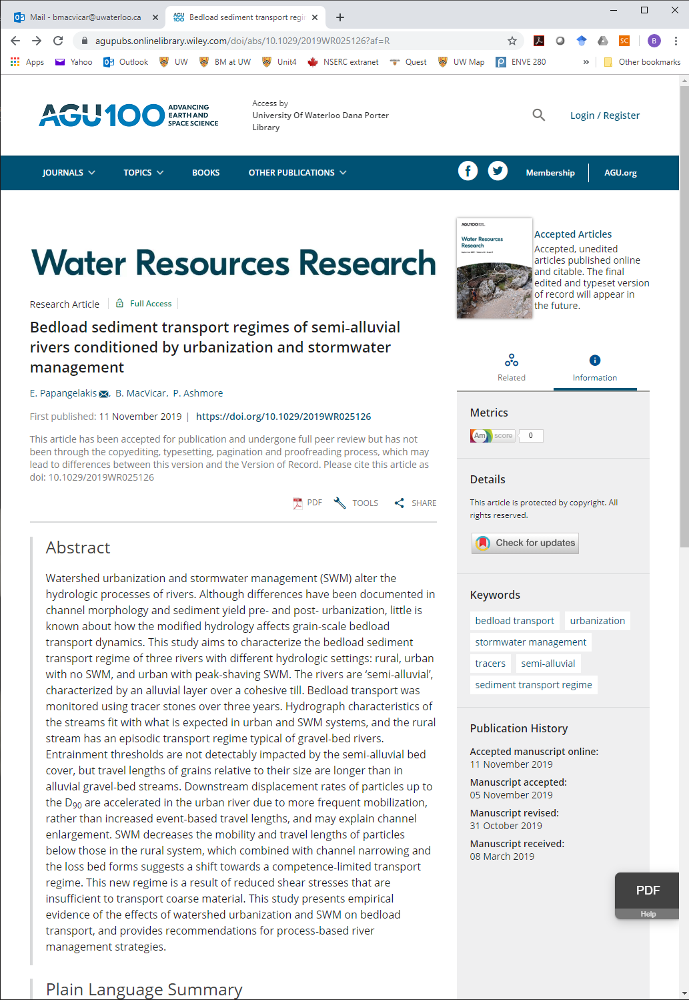 Mail - bmacvicar@uwaterloo.ca
Bedload sediment transport regi
agupubs.onlinelibrary.wiley.com/doi/abs/10.1029/2019WR025126?af=R
SC
B
Apps
Yahoo
Outlook
UW
BM at UW
Unit4
NSERC extranet
Quest
UW Map
ENVE 280
»
Other bookmarks
AGU100 ADVANCING
EARTH AND
SPACE SCIENCE
Access by
University Of Waterloo Dana Porter
Library
Login / Register
JOURNALS
TOPICS
BOOKS
OTHER PUBLICATIONS
Membership
AGU.org
Water Resources Research
AGU100
Water Resources
Research
Accepted Articles
Accepted, unedited
articles published online
and citable. The final
edited and typeset version
of record will appear in
the future.
Research Article
Full Access
Bedload sediment transport regimes of semi-alluvial
rivers conditioned by urbanization and stormwater
management
E. Papangelakis, B. MacVicar, P. Ashmore
First published: 11 November 2019 | https://doi.org/10.1029/2019WR025126
This article has been accepted for publication and undergone full peer review but has not
been through the copyediting, typesetting, pagination and proofreading process, which may
lead to differences between this version and the Version of Record. Please cite this article as
doi: 10.1029/2019WR025126
PDF
TOOLS
SHARE
Abstract
Watershed urbanization and stormwater management (SWM) alter the
hydrologic processes of rivers. Although differences have been documented in
channel morphology and sediment yield pre- and post- urbanization, little is
known about how the modified hydrology affects grain-scale bedload
transport dynamics. This study aims to characterize the bedload sediment
transport regime of three rivers with different hydrologic settings: rural, urban
with no SWM, and urban with peak-shaving SWM. The rivers are ‘semi-alluvial’,
characterized by an alluvial layer over a cohesive till. Bedload transport was
monitored using tracer stones over three years. Hydrograph characteristics of
the streams fit with what is expected in urban and SWM systems, and the rural
stream has an episodic transport regime typical of gravel-bed rivers.
Entrainment thresholds are not detectably impacted by the semi-alluvial bed
cover, but travel lengths of grains relative to their size are longer than in
alluvial gravel-bed streams. Downstream displacement rates of particles up to
the D90 are accelerated in the urban river due to more frequent mobilization,
rather than increased event-based travel lengths, and may explain channel
enlargement. SWM decreases the mobility and travel lengths of particles
below those in the rural system, which combined with channel narrowing and
the loss bed forms suggests a shift towards a competence-limited transport
regime. This new regime is a result of reduced shear stresses that are
insufficient to transport coarse material. This study presents empirical
evidence of the effects of watershed urbanization and SWM on bedload
transport, and provides recommendations for process-based river
management strategies.
Plain Language Summary
Related
Information
Metrics
Am score 0
Details
This article is protected by copyright. All
rights reserved.
Check for updates
Keywords
bedload transport
urbanization
stormwater management
tracers
semi-alluvial
sediment transport regime
Publication History
Accepted manuscript online:
11 November 2019
Manuscript accepted:
05 November 2019
Manuscript revised:
31 October 2019
Manuscript received:
08 March 2019
PDF
Help